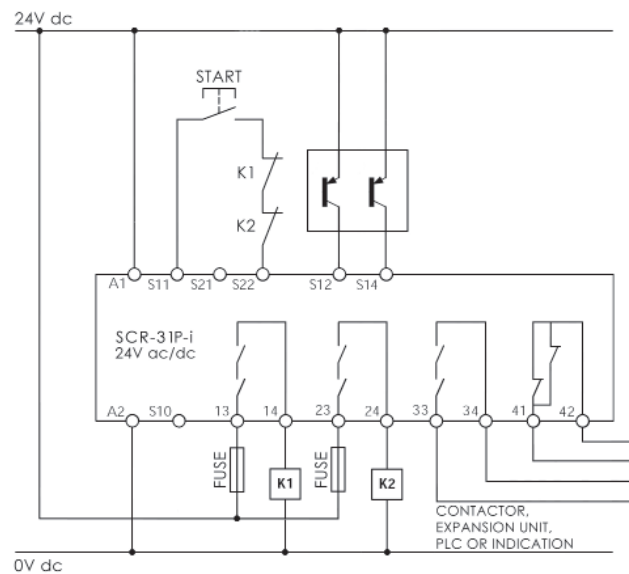 24V dc
START
K1
K2
A1 S11 S21 S22 S12 S14
SCR-31P-i
24V ac/dc
A2 S10 13 14 23 24 33 34 41 42
FUSE K1 FUSE K2
CONTACTOR,
EXPANSION UNIT,
PLC OR INDICATION
0V dc